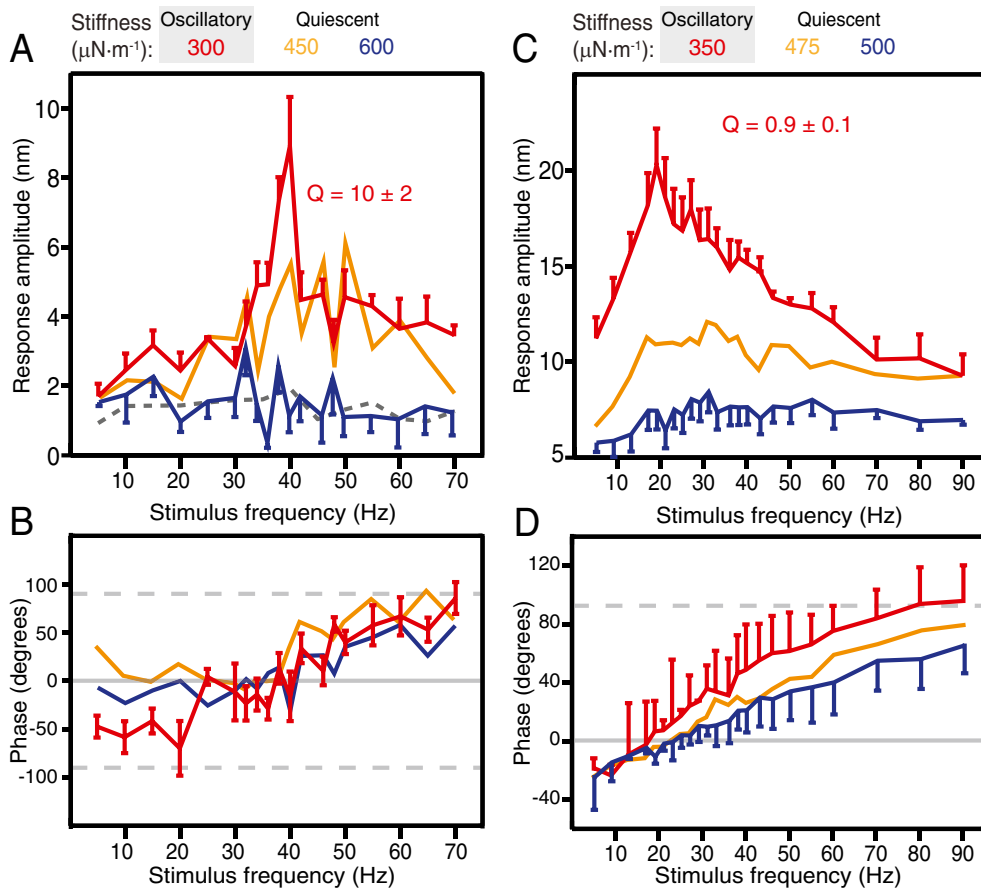 A
Stiffness
(µN·m⁻¹):
Oscillatory
300
Quiescent
450 600
Response amplitude (nm)
10
8
6
4
2
0
Q = 10 ± 2
10 20 30 40 50 60 70
Stimulus frequency (Hz)
C
Stiffness
(µN·m⁻¹):
Oscillatory
350
Quiescent
475 500
Response amplitude (nm)
20
15
10
5
Q = 0.9 ± 0.1
10 20 30 40 50 60 70 80 90
Stimulus frequency (Hz)
B
Phase (degrees)
100
50
0
-50
-100
10 20 30 40 50 60 70
Stimulus frequency (Hz)
D
Phase (degrees)
120
80
40
0
-40
10 20 30 40 50 60 70 80 90
Stimulus frequency (Hz)